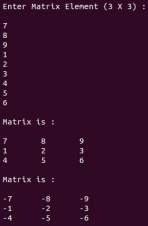 Enter Matrix Element (3 X 3) :
7
8
9
1
2
3
4
5
6
Matrix is :
7 8 9
1 2 3
4 5 6
Matrix is :
-7 -8 -9
-1 -2 -3
-4 -5 -6